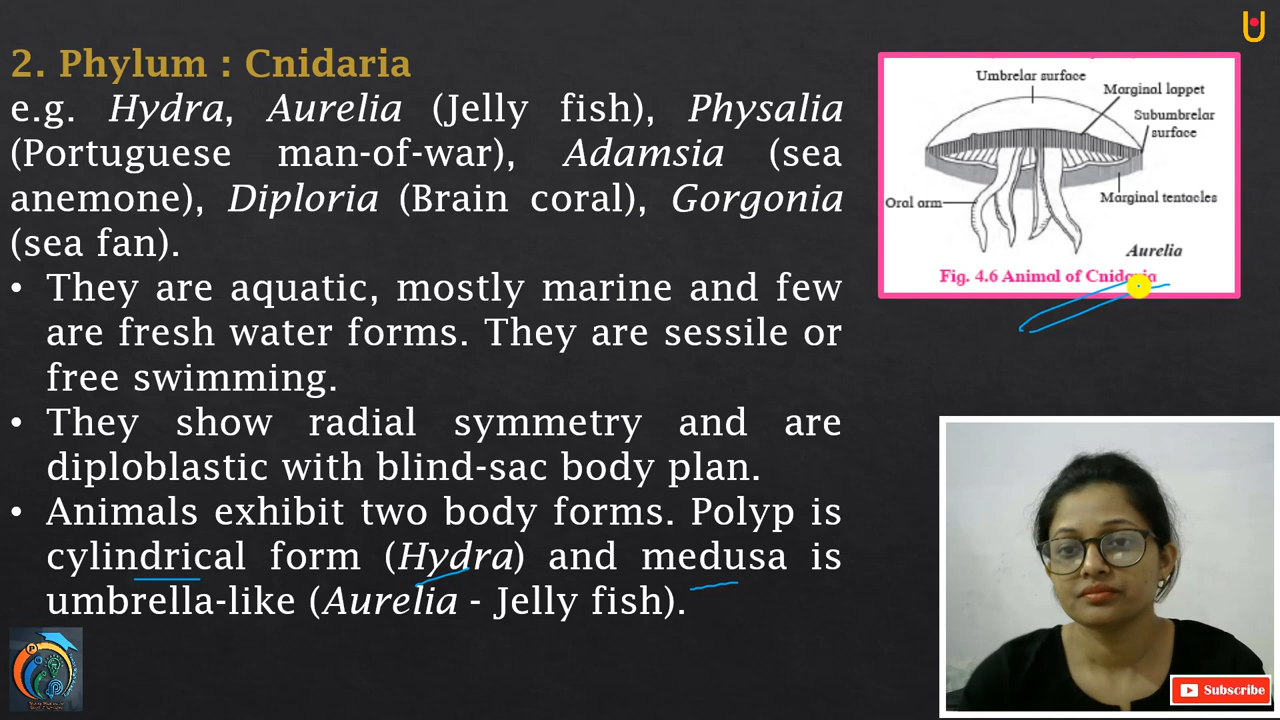 2. Phylum : Cnidaria
e.g. Hydra, Aurelia (Jelly fish), Physalia
(Portuguese man-of-war), Adamsia (sea
anemone), Diploria (Brain coral), Gorgonia
(sea fan).
• They are aquatic, mostly marine and few
are fresh water forms. They are sessile or
free swimming.
• They show radial symmetry and are
diploblastic with blind-sac body plan.
• Animals exhibit two body forms. Polyp is
cylindrical form (Hydra) and medusa is
umbrella-like (Aurelia - Jelly fish).
Umbrelar surface
Marginal lappet
Subumbrelar
surface
Oral arm
Marginal tentacles
Aurelia
Fig. 4.6 Animal of Cnidaria
Subscribe